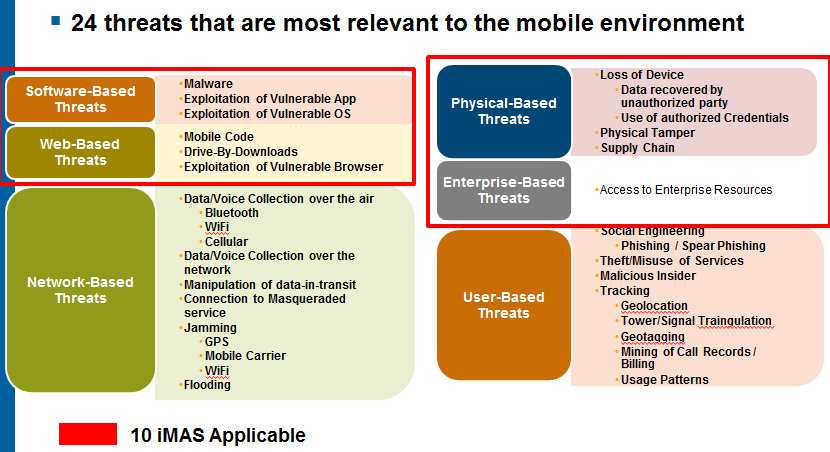 24 threats that are most relevant to the mobile environment
Software-Based
Threats
Malware
Exploitation of Vulnerable App
Exploitation of Vulnerable OS
Web-Based
Threats
Mobile Code
Drive-By-Downloads
Exploitation of Vulnerable Browser
Network-Based
Threats
Data/Voice Collection over the air
Bluetooth
WiFi
Cellular
Data/Voice Collection over the
network
Manipulation of data-in-transit
Connection to Masqueraded
service
Jamming
GPS
Mobile Carrier
WiFi
Flooding
Physical-Based
Threats
Loss of Device
Data recovered by
unauthorized party
Use of authorized Credentials
Physical Tamper
Supply Chain
Enterprise-Based
Threats
Access to Enterprise Resources
User-Based
Threats
Social Engineering
Phishing / Spear Phishing
Theft/Misuse of Services
Malicious Insider
Tracking
Geolocation
Tower/Signal Traingulation
Geotagging
Mining of Call Records /
Billing
Usage Patterns
10 iMAS Applicable